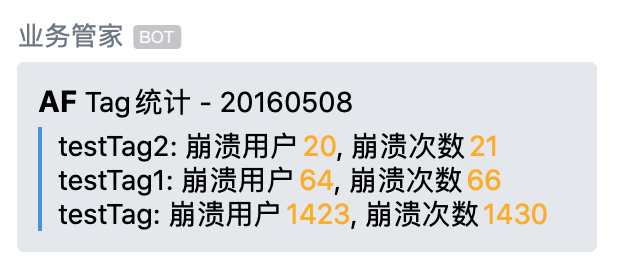 业务管家 BOT
AF Tag统计 - 20160508
testTag2: 崩溃用户 20, 崩溃次数 21
testTag1: 崩溃用户 64, 崩溃次数 66
testTag: 崩溃用户 1423, 崩溃次数 1430